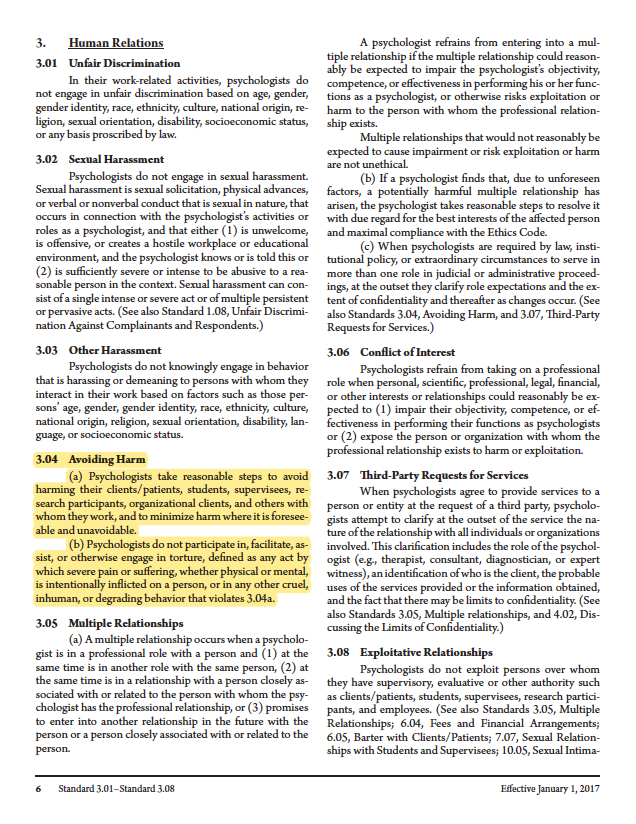 3. Human Relations
3.01 Unfair Discrimination
In their work-related activities, psychologists do
not engage in unfair discrimination based on age, gender,
gender identity, race, ethnicity, culture, national origin, re-
ligion, sexual orientation, disability, socioeconomic status,
or any basis proscribed by law.
3.02 Sexual Harassment
Psychologists do not engage in sexual harassment.
Sexual harassment is sexual solicitation, physical advances,
or verbal or nonverbal conduct that is sexual in nature, that
occurs in connection with the psychologist's activities or
roles as a psychologist, and that either (1) is unwelcome,
is offensive, or creates a hostile workplace or educational
environment, and the psychologist knows or is told this or
(2) is sufficiently severe or intense to be abusive to a rea-
sonable person in the context. Sexual harassment can con-
sist of a single intense or severe act or of multiple persistent
or pervasive acts. (See also Standard 1.08, Unfair Discrimi-
nation Against Complainants and Respondents.)
3.03 Other Harassment
Psychologists do not knowingly engage in behavior
that is harassing or demeaning to persons with whom they
interact in their work based on factors such as those per-
sons' age, gender, gender identity, race, ethnicity, culture,
national origin, religion, sexual orientation, disability, lan-
guage, or socioeconomic status.
3.04 Avoiding Harm
(a) Psychologists take reasonable steps to avoid
harming their clients/patients, students, supervisees, re-
search participants, organizational clients, and others with
whom they work, and to minimize harm where it is foresee-
able and unavoidable.
(b) Psychologists do not participate in, facilitate, as-
sist, or otherwise engage in torture, defined as any act by
which severe pain or suffering, whether physical or mental,
is intentionally inflicted on a person, or in any other cruel,
inhuman, or degrading behavior that violates 3.04a.
3.05 Multiple Relationships
(a) A multiple relationship occurs when a psycholo-
gist is in a professional role with a person and (1) at the
same time is in another role with the same person, (2) at
the same time is in a relationship with a person closely as-
sociated with or related to the person with whom the psy-
chologist has the professional relationship, or (3) promises
to enter into another relationship in the future with the
person or a person closely associated with or related to the
person.
A psychologist refrains from entering into a mul-
tiple relationship if the multiple relationship could reason-
ably be expected to impair the psychologist's objectivity,
competence, or effectiveness in performing his or her func-
tions as a psychologist, or otherwise risks exploitation or
harm to the person with whom the professional relation-
ship exists.
Multiple relationships that would not reasonably be
expected to cause impairment or risk exploitation or harm
are not unethical.
(b) If a psychologist finds that, due to unforeseen
factors, a potentially harmful multiple relationship has
arisen, the psychologist takes reasonable steps to resolve it
with due regard for the best interests of the affected person
and maximal compliance with the Ethics Code.
(c) When psychologists are required by law, insti-
tutional policy, or extraordinary circumstances to serve in
more than one role in judicial or administrative proceed-
ings, at the outset they clarify role expectations and the ex-
tent of confidentiality and thereafter as changes occur. (See
also Standards 3.04, Avoiding Harm, and 3.07, Third-Party
Requests for Services.)
3.06 Conflict of Interest
Psychologists refrain from taking on a professional
role when personal, scientific, professional, legal, financial,
or other interests or relationships could reasonably be ex-
pected to (1) impair their objectivity, competence, or ef-
fectiveness in performing their functions as psychologists
or (2) expose the person or organization with whom the
professional relationship exists to harm or exploitation.
3.07 Third-Party Requests for Services
When psychologists agree to provide services to a
person or entity at the request of a third party, psycholo-
gists attempt to clarify at the outset of the service the na-
ture of the relationship with all individuals or organizations
involved. This clarification includes the role of the psychol-
ogist (e.g., therapist, consultant, diagnostician, or expert
witness), an identification of who is the client, the probable
uses of the services provided or the information obtained,
and the fact that there may be limits to confidentiality. (See
also Standards 3.05, Multiple relationships, and 4.02, Dis-
cussing the Limits of Confidentiality.)
3.08 Exploitative Relationships
Psychologists do not exploit persons over whom
they have supervisory, evaluative or other authority such
as clients/patients, students, supervisees, research partici-
pants, and employees. (See also Standards 3.05, Multiple
Relationships; 6.04, Fees and Financial Arrangements;
6.05, Barter with Clients/Patients; 7.07, Sexual Relation-
ships with Students and Supervisees; 10.05, Sexual Intima-
6 Standard 3.01–Standard 3.08
Effective January 1, 2017